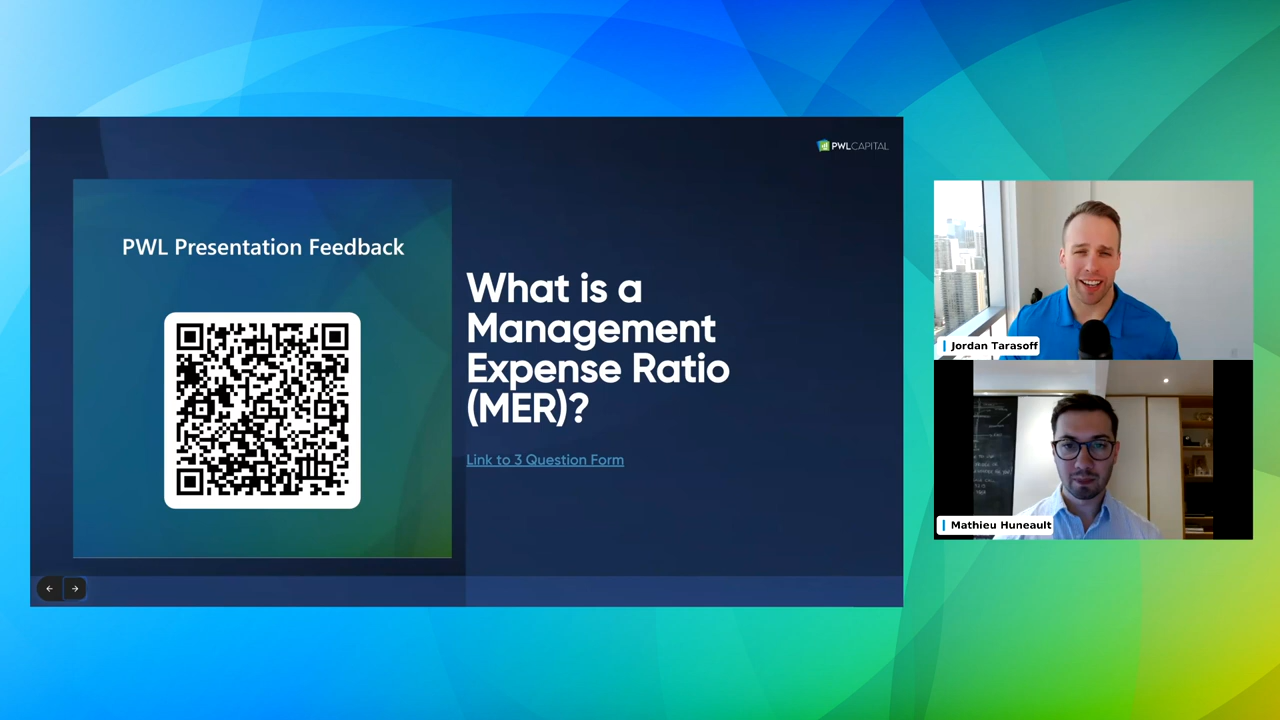 PWL CAPITAL
PWL Presentation Feedback
What is a
Management
Expense Ratio
(MER)?
Link to 3 Question Form
Jordan Tarasoff
Mathieu Huneault